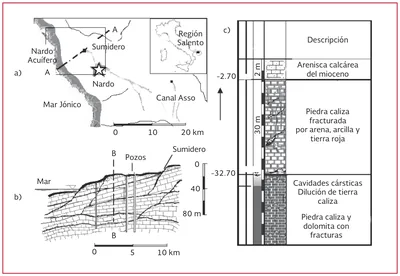 A
Nardo
Acuífero
Sumidero
Región
Salento
A
Nardo
a)
Mar Jónico
Canal Asso
0 10 20 km
B
Pozos
Sumidero
Mar
0
40
80 m
b)
B
0 5 10 km
c)
Descripción
Arenisca calcárea
del mioceno
2 m
-2.70
Piedra caliza
fracturada
por arena, arcilla y
tierra roja
30 m
-32.70
Cavidades cársticas
Dilución de tierra
caliza
Piedra caliza y
dolomita con
fracturas